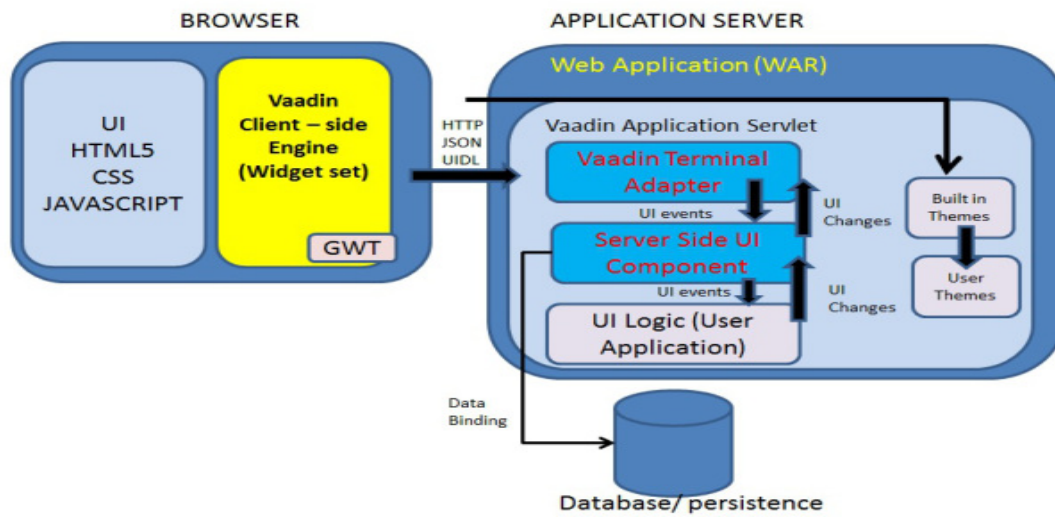 BROWSER
UI
HTML5
CSS
JAVASCRIPT
Vaadin
Client – side
Engine
(Widget set)
GWT
HTTP
JSON
UIDL
APPLICATION SERVER
Web Application (WAR)
Vaadin Application Servlet
Vaadin Terminal
Adapter
UI events
UI
Changes
Server Side UI
Component
UI events
UI
Changes
UI Logic (User
Application)
Built in
Themes
User
Themes
Data
Binding
Database/ persistence